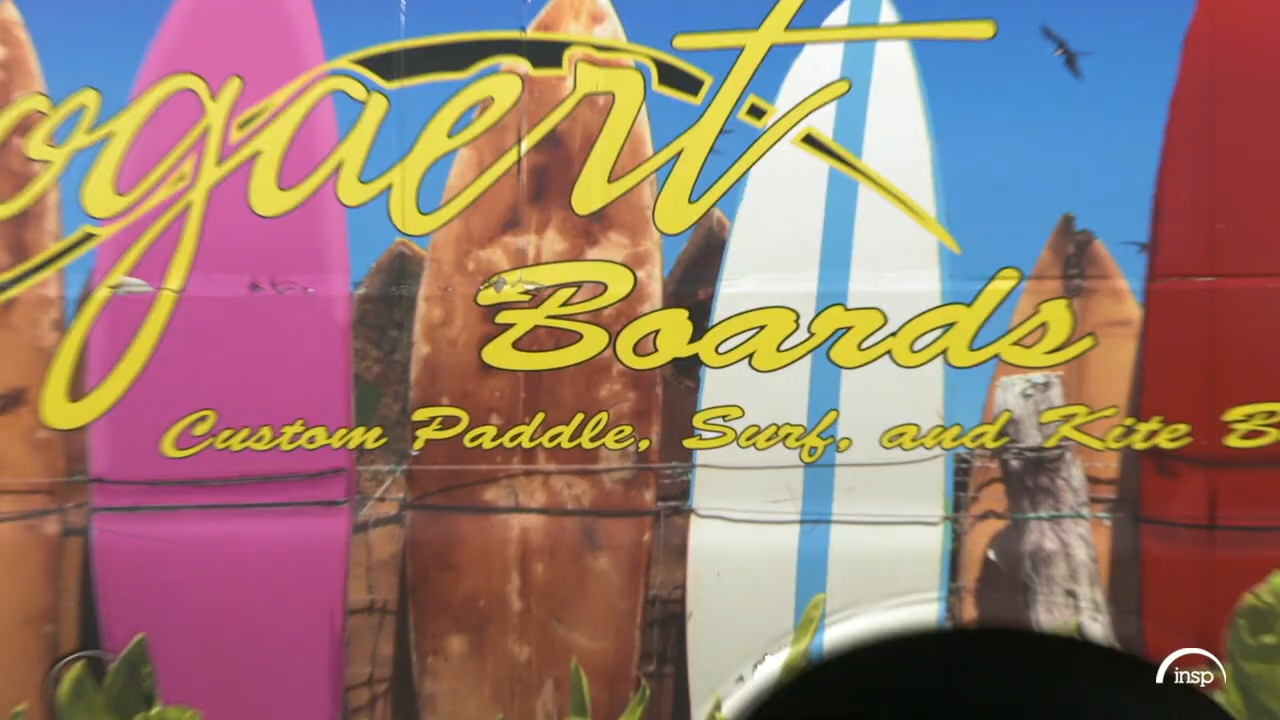 ogaert
Boards
Custom Paddle, Surf, and Kite B
insp